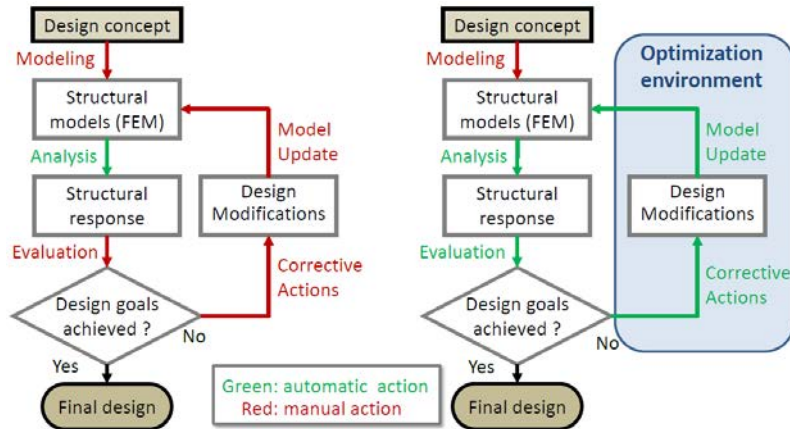 Design concept
Modeling
Structural
models (FEM)
Analysis
Model
Update
Structural
response
Design
Modifications
Evaluation
Corrective
Actions
Design goals
achieved ?
No
Yes
Final design
Design concept
Optimization
environment
Modeling
Structural
models (FEM)
Analysis
Model
Update
Structural
response
Design
Modifications
Evaluation
Corrective
Actions
Design goals
achieved ?
No
Yes
Final design
Green: automatic action
Red: manual action